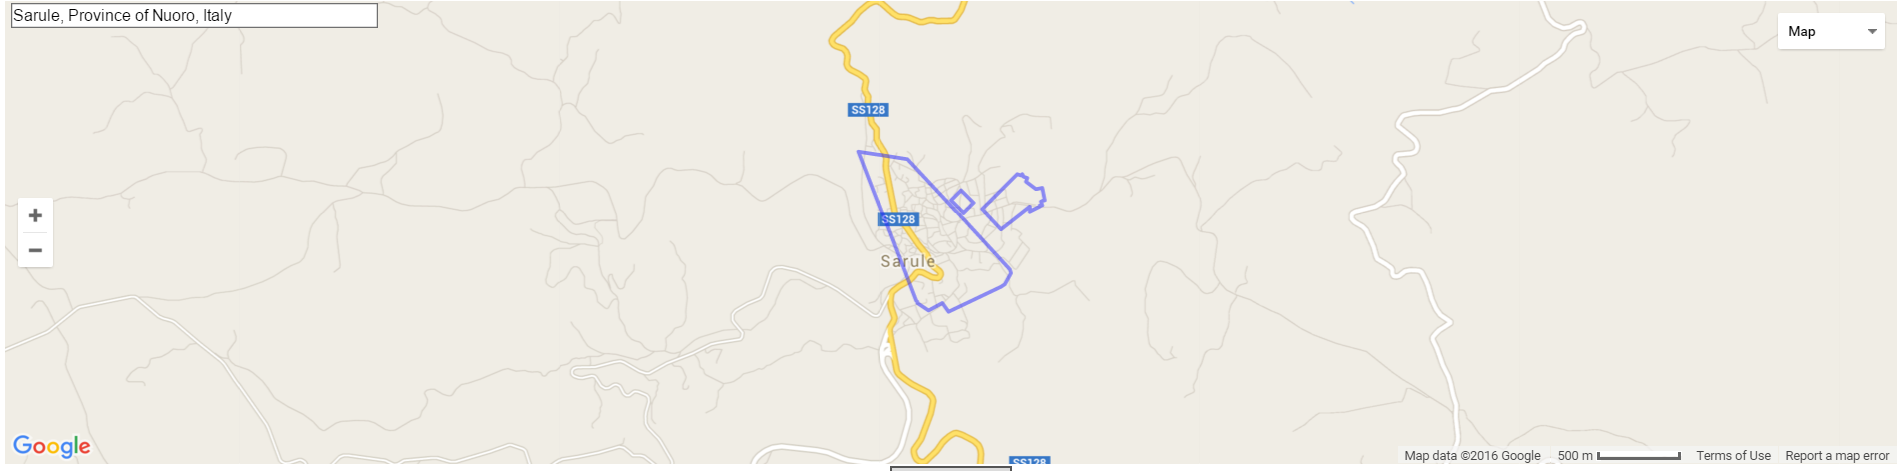 Sarule, Province of Nuoro, Italy
Map
SS128
+
SS128
−
Sarule
Google
SS128
Map data ©2016 Google 500 m Terms of Use Report a map error